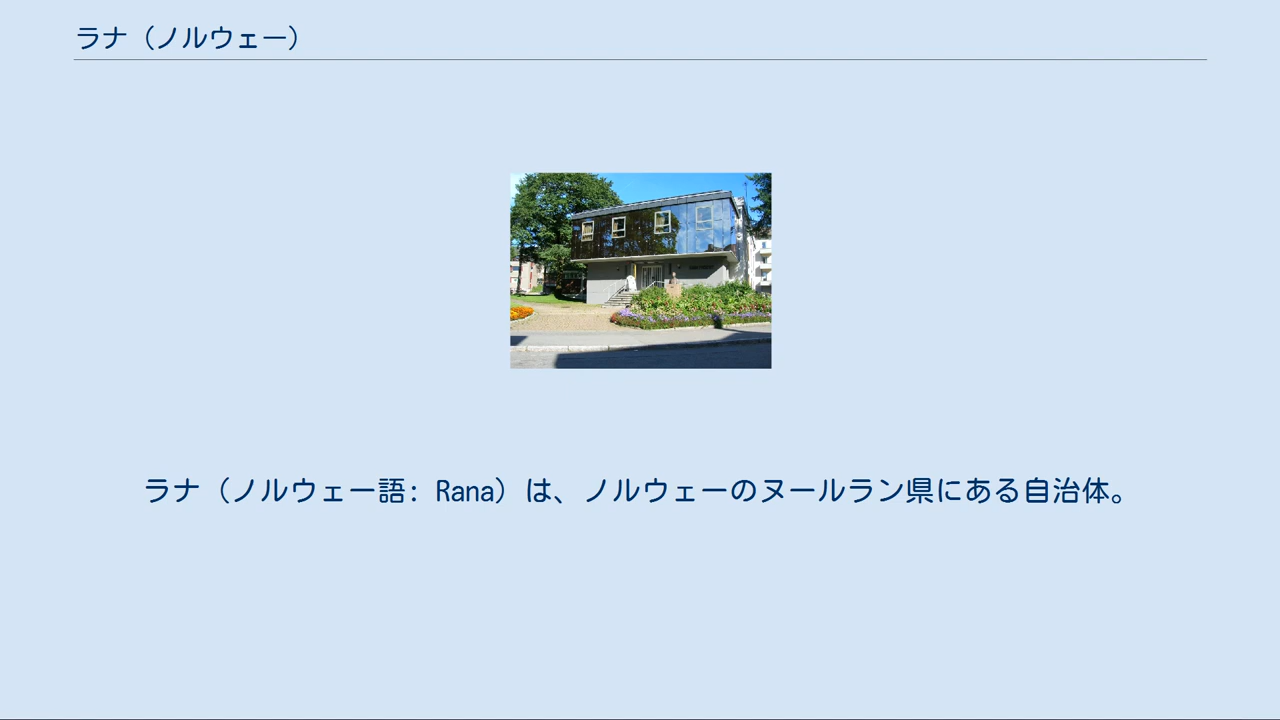 ラナ（ノルウェー）
ラナ（ノルウェー語: Rana）は、ノルウェーのヌールラン県にある自治体。